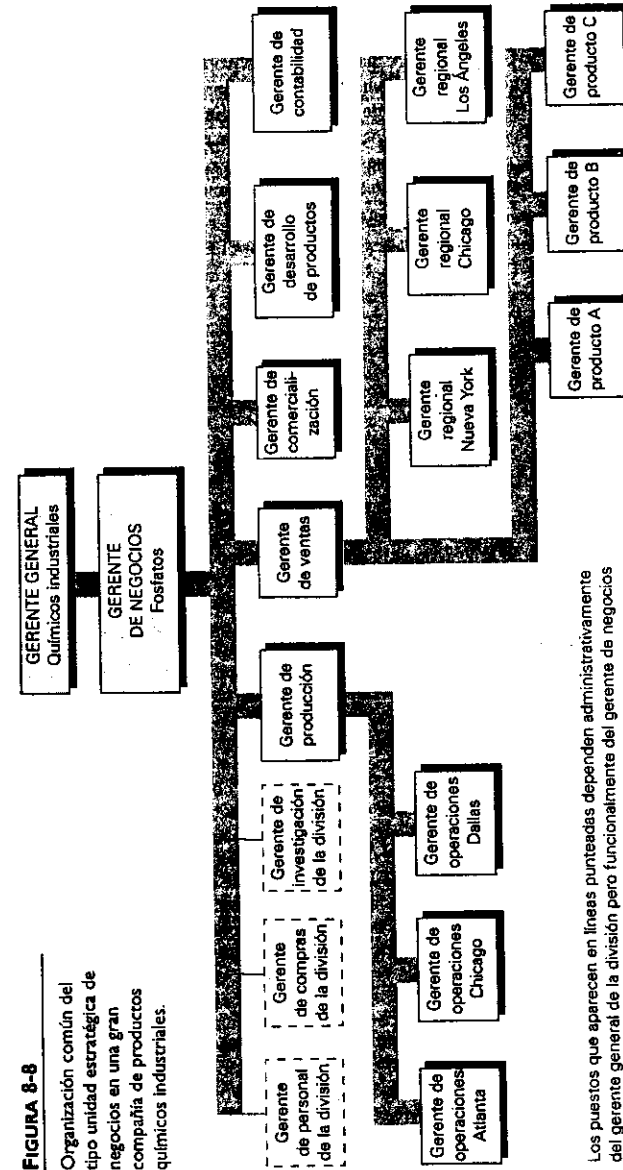 FIGURA 8-8
Organización común del
tipo unidad estratégica de
negocios en una gran
compañía de productos
químicos industriales.
GERENTE GENERAL
Químicos industriales
GERENTE
DE NEGOCIOS
Fosfatos
Gerente
de personal
de la división
Gerente
de compras
de la división
Gerente de
investigación
de la división
Gerente de
producción
Gerente
de ventas
Gerente de
comerciali-
zación
Gerente de
desarrollo
de productos
Gerente de
contabilidad
Gerente de
operaciones
Atlanta
Gerente de
operaciones
Chicago
Gerente de
operaciones
Dallas
Gerente
regional
Nueva York
Gerente
regional
Chicago
Gerente
regional
Los Ángeles
Gerente de
producto A
Gerente de
producto B
Gerente de
producto C
Los puestos que aparecen en líneas punteadas dependen administrativamente
del gerente general de la división pero funcionalmente del gerente de negocios